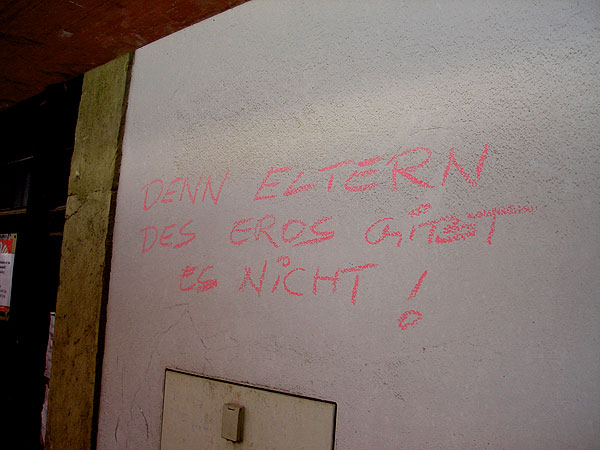 DENN ELTERN
DES EROS GiBT
ES NiCHT !